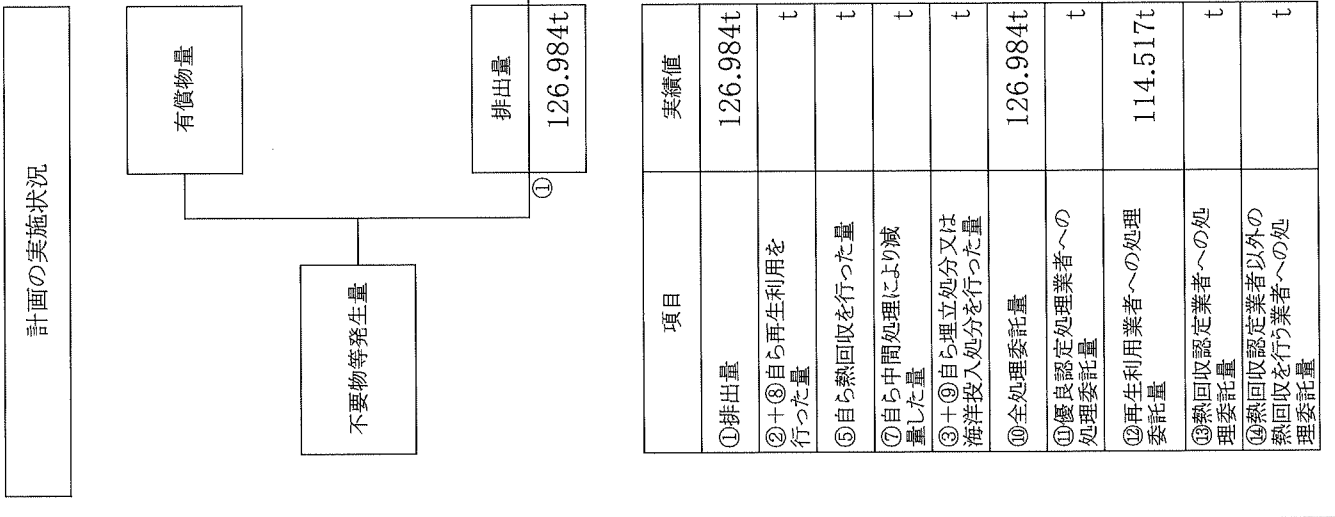 計画の実施状況
不要物等発生量
有償物量
①
排出量
126.984t
項目
実績値
①排出量
126.984t
②+⑧自ら再生利用を
行った量
t
⑤自ら熱回収を行った量
t
⑦自ら中間処理により減
量した量
t
③+⑨自ら埋立処分又は
海洋投入処分を行った量
t
⑩全処理委託量
126.984t
⑪優良認定処理業者への
処理委託量
t
⑫再生利用業者への処理
委託量
114.517t
⑬熱回収認定業者への処
理委託量
t
⑭熱回収認定業者以外の
熱回収を行う業者への処
理委託量
t